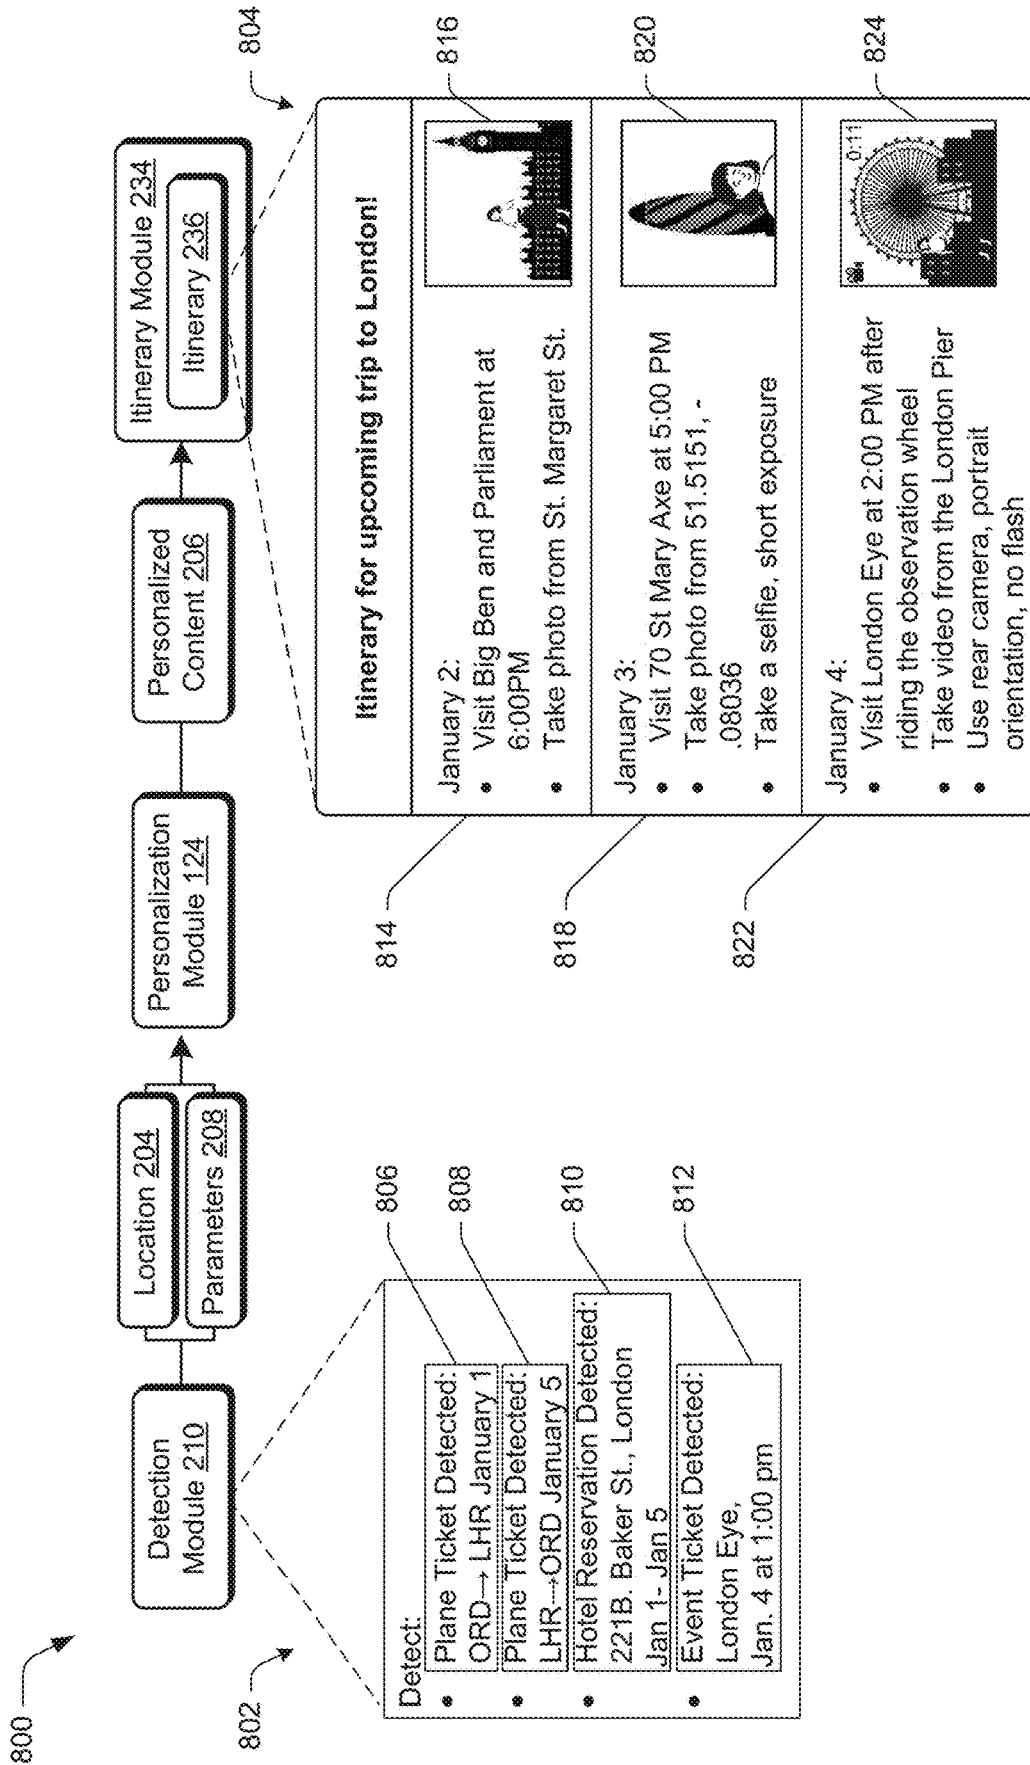 800
Detection
Module 210
Location 204
Parameters 208
Personalization
Module 124
Personalized
Content 206
Itinerary Module 234
Itinerary 236
802
Detect:
• Plane Ticket Detected:
ORD→ LHR January 1
• Plane Ticket Detected:
LHR→ORD January 5
• Hotel Reservation Detected:
221B. Baker St., London
Jan 1- Jan 5
• Event Ticket Detected:
London Eye,
Jan. 4 at 1:00 pm
806
808
810
812
804
Itinerary for upcoming trip to London!
814
January 2:
• Visit Big Ben and Parliament at
6:00PM
• Take photo from St. Margaret St.
816
818
January 3:
• Visit 70 St Mary Axe at 5:00 PM
• Take photo from 51.5151, -
.08036
• Take a selfie, short exposure
820
822
January 4:
• Visit London Eye at 2:00 PM after
riding the observation wheel
• Take video from the London Pier
• Use rear camera, portrait
orientation, no flash
0:11
824